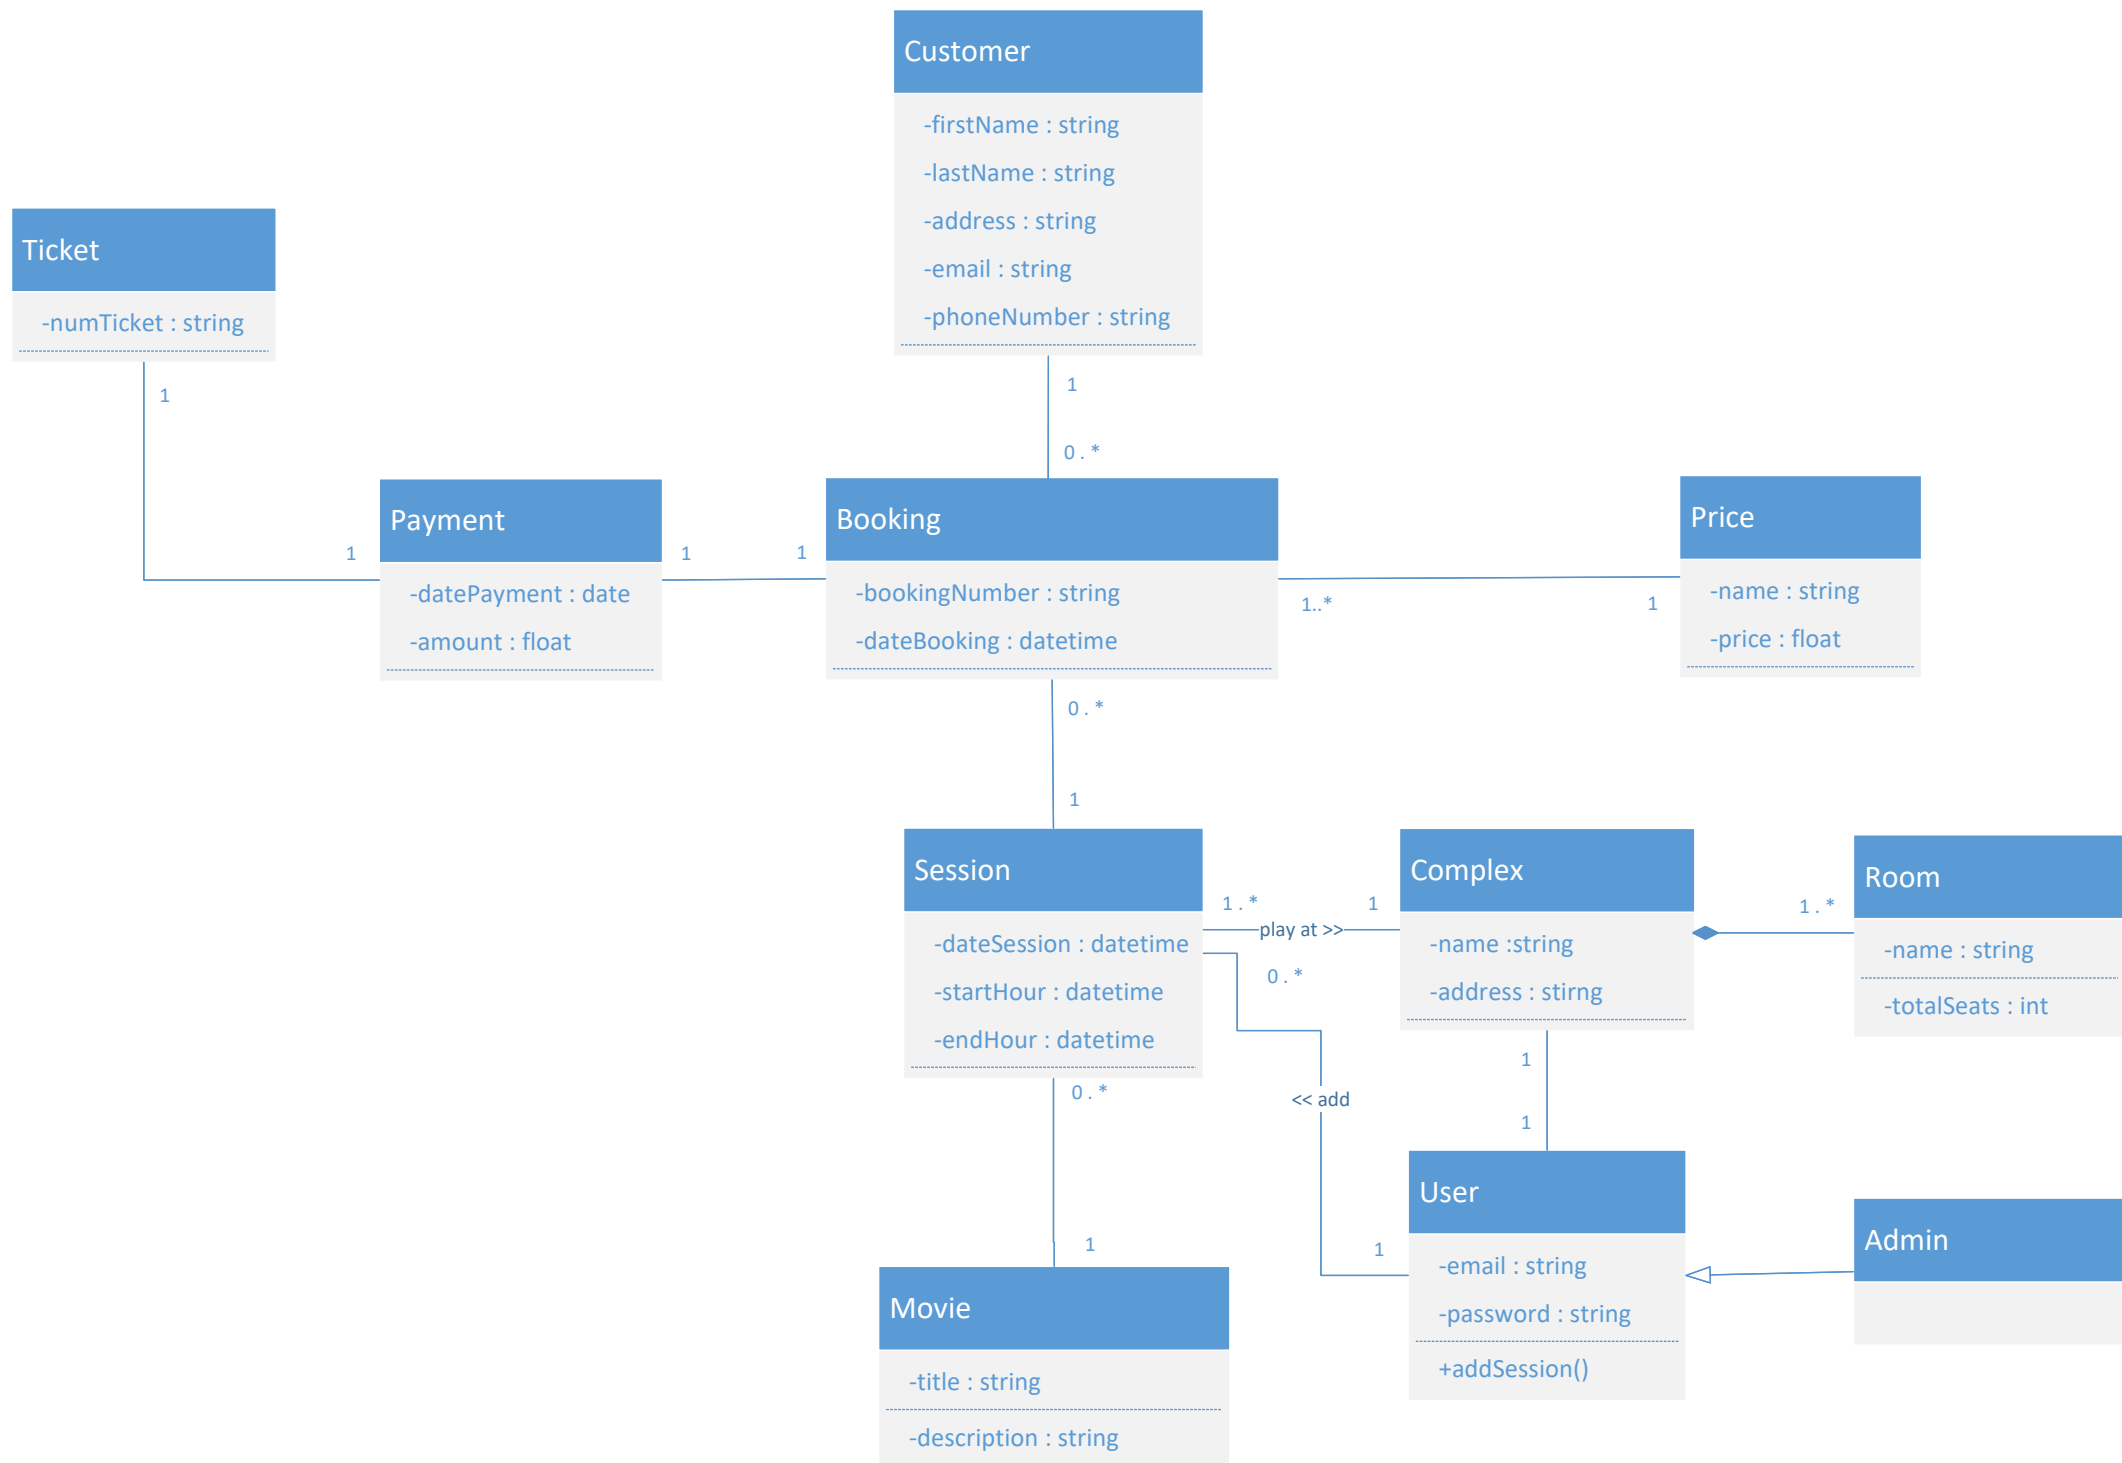 Customer
-firstName : string
-lastName : string
-address : string
-email : string
-phoneNumber : string
Ticket
-numTicket : string
1
1
0 . *
Payment
-datePayment : date
-amount : float
1
1
1
Booking
-bookingNumber : string
-dateBooking : datetime
1..*
1
Price
-name : string
-price : float
0 . *
1
Session
-dateSession : datetime
-startHour : datetime
-endHour : datetime
1 . *
1
play at >>
0 . *
Complex
-name :string
-address : stirng
1 . *
Room
-name : string
-totalSeats : int
0 . *
<< add
1
1
1
1
User
-email : string
-password : string
+addSession()
Admin
Movie
-title : string
-description : string